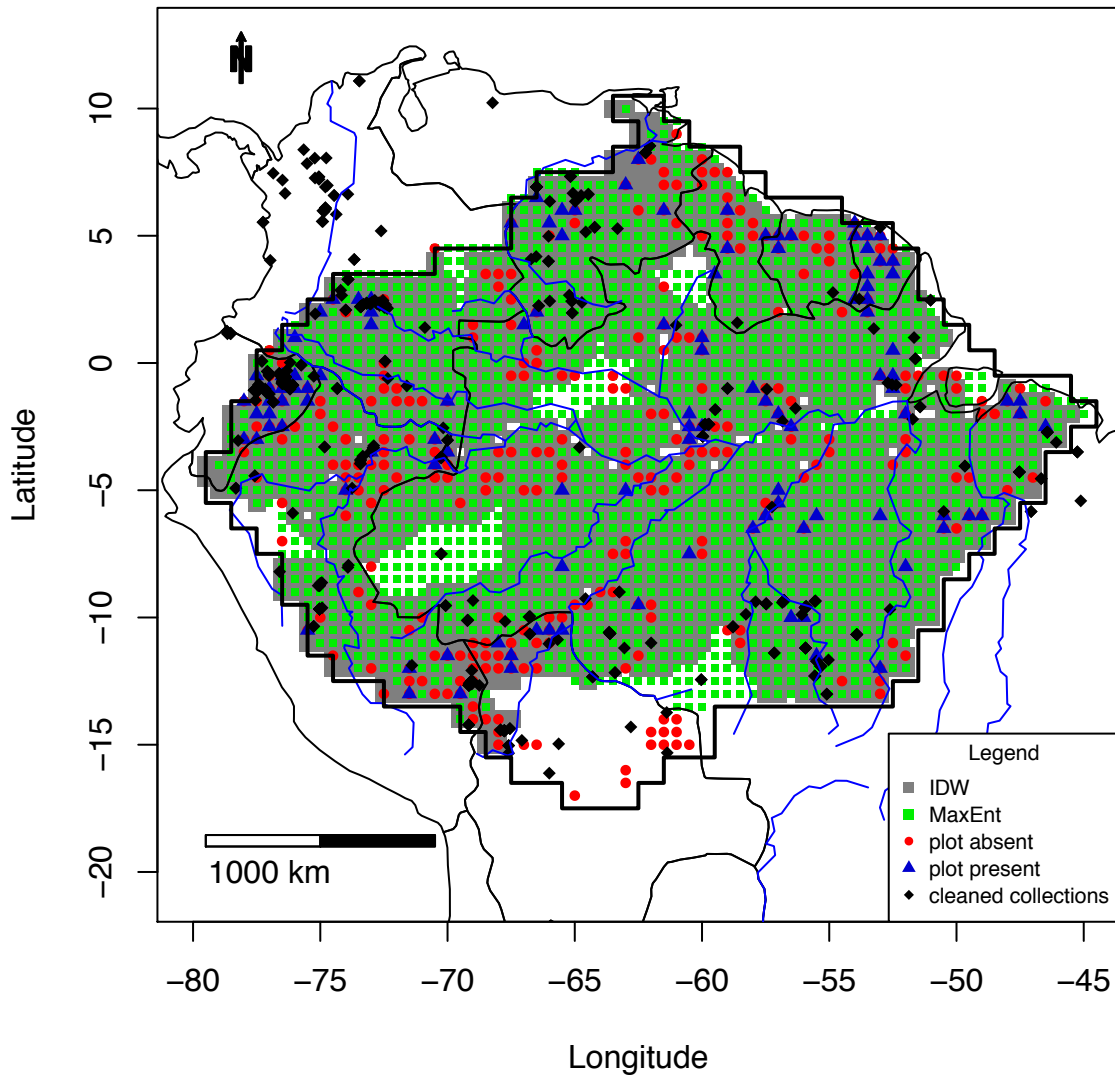 N
10
5
0
−5
−10
−15
−20
Latitude
1000 km
Legend
IDW
MaxEnt
plot absent
plot present
cleaned collections
−80 −75 −70 −65 −60 −55 −50 −45
Longitude